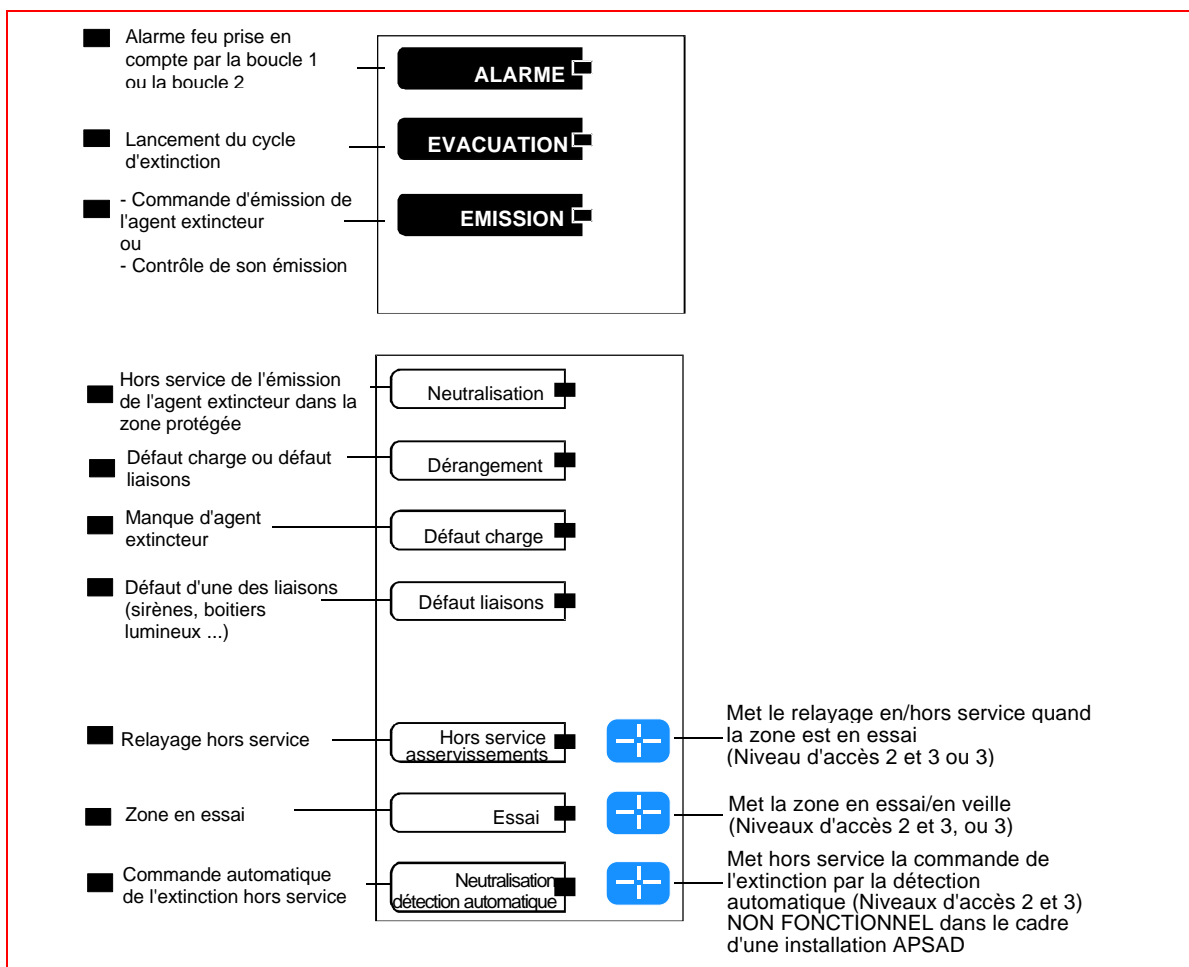 Alarme feu prise en
compte par la boucle 1
ou la boucle 2
ALARME
Lancement du cycle
d'extinction
EVACUATION
- Commande d'émission de
l'agent extincteur
ou
- Contrôle de son émission
EMISSION
Hors service de l'émission
de l'agent extincteur dans la
zone protégée
Neutralisation
Défaut charge ou défaut
liaisons
Dérangement
Manque d'agent
extincteur
Défaut charge
Défaut d'une des liaisons
(sirènes, boitiers
lumineux ...)
Défaut liaisons
Relayage hors service
Hors service
asservissements
Met le relayage en/hors service quand
la zone est en essai
(Niveau d'accès 2 et 3 ou 3)
Zone en essai
Essai
Met la zone en essai/en veille
(Niveaux d'accès 2 et 3, ou 3)
Commande automatique
de l'extinction hors service
Neutralisation
détection automatique
Met hors service la commande de
l'extinction par la détection
automatique (Niveaux d'accès 2 et 3)
NON FONCTIONNEL dans le cadre
d'une installation APSAD